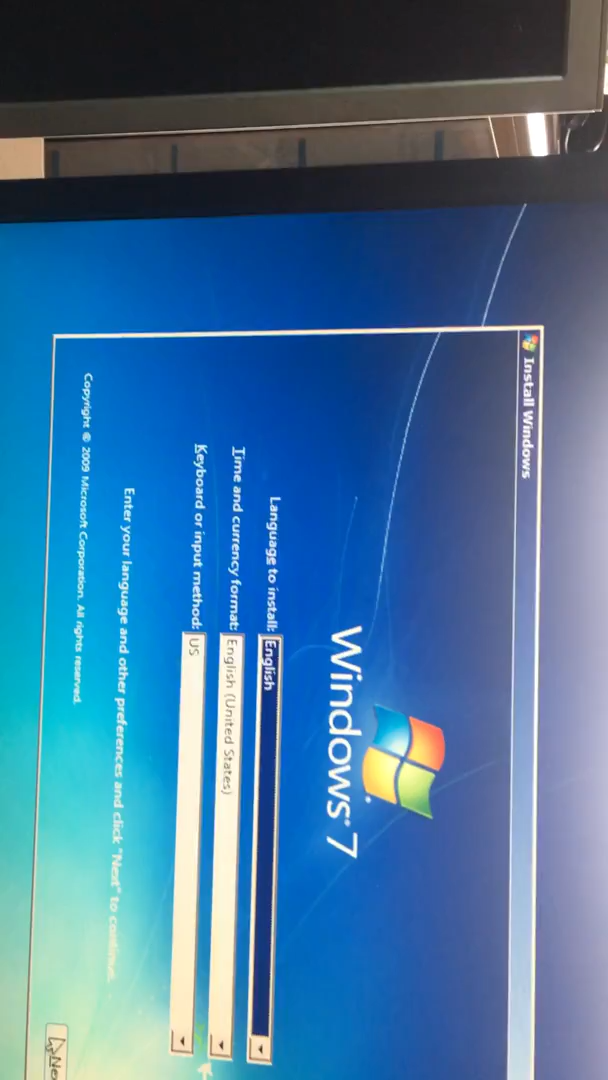 Install Windows
Windows 7
Language to install: English
Time and currency format: English (United States)
Keyboard or input method: US
Enter your language and other preferences and click "Next" to continue.
Copyright © 2009 Microsoft Corporation. All rights reserved.